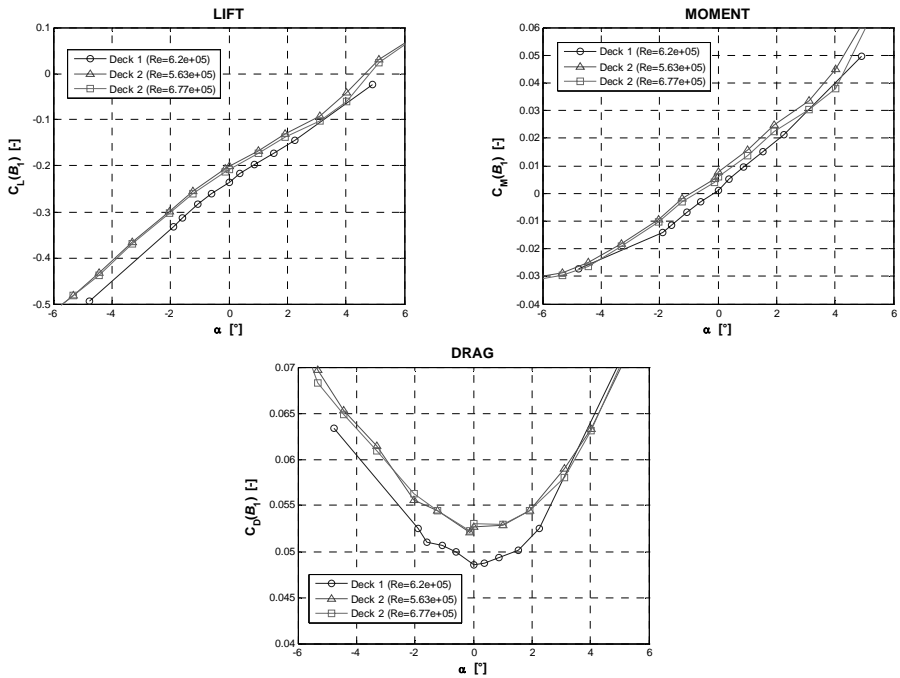 LIFT
0.1
0
-0.1
-0.2
-0.3
-0.4
-0.5
C_L(B_1) [-]
Deck 1 (Re=6.2e+05)
Deck 2 (Re=5.63e+05)
Deck 2 (Re=6.77e+05)
-6 -4 -2 0 2 4 6
α [°]
MOMENT
0.06
0.05
0.04
0.03
0.02
0.01
0
-0.01
-0.02
-0.03
-0.04
C_M(B_1) [-]
Deck 1 (Re=6.2e+05)
Deck 2 (Re=5.63e+05)
Deck 2 (Re=6.77e+05)
-6 -4 -2 0 2 4 6
α [°]
DRAG
0.07
0.065
0.06
0.055
0.05
0.045
0.04
C_D(B_1) [-]
Deck 1 (Re=6.2e+05)
Deck 2 (Re=5.63e+05)
Deck 2 (Re=6.77e+05)
-6 -4 -2 0 2 4 6
α [°]